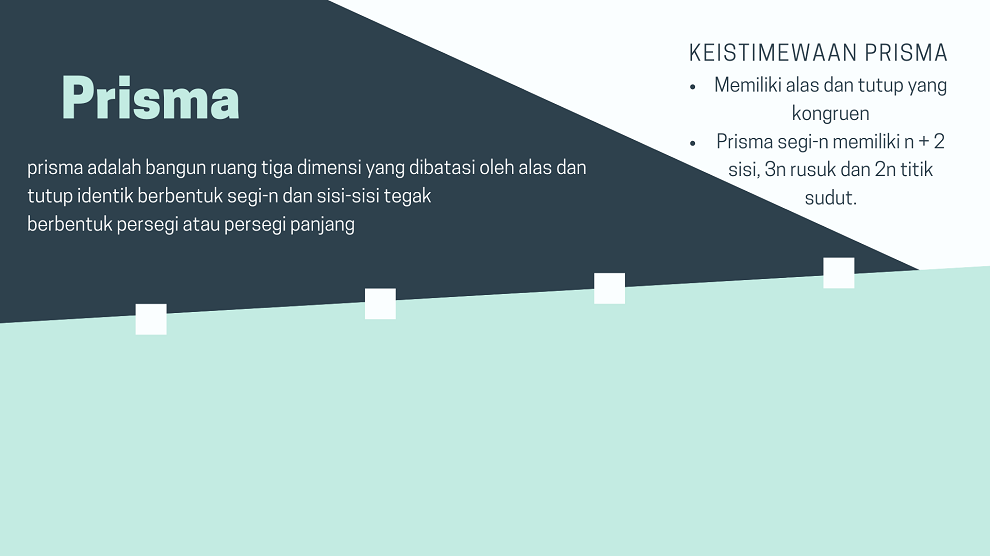 Prisma
prisma adalah bangun ruang tiga dimensi yang dibatasi oleh alas dan
tutup identik berbentuk segi-n dan sisi-sisi tegak
berbentuk persegi atau persegi panjang
KEISTIMEWAAN PRISMA
• Memiliki alas dan tutup yang
kongruen
• Prisma segi-n memiliki n + 2
sisi, 3n rusuk dan 2n titik
sudut.